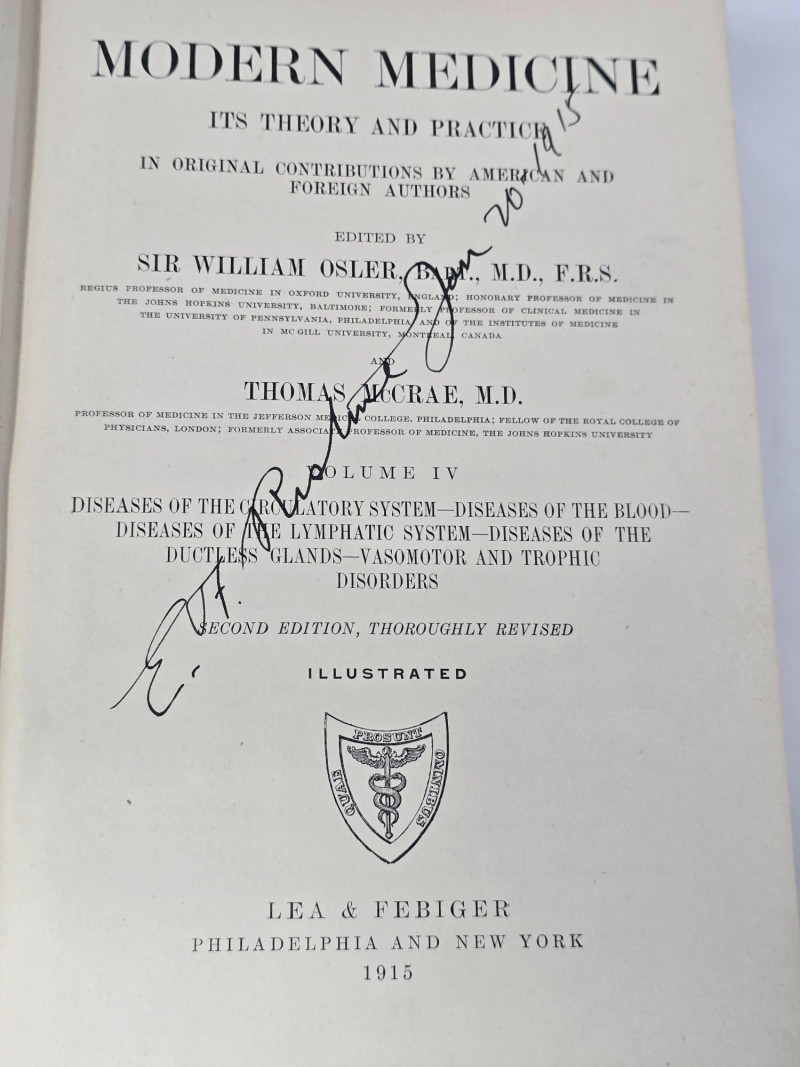 MODERN MEDICINE
ITS THEORY AND PRACTICE
IN ORIGINAL CONTRIBUTIONS BY AMERICAN AND
FOREIGN AUTHORS
EDITED BY
SIR WILLIAM OSLER, BART., M.D., F.R.S.
REGIUS PROFESSOR OF MEDICINE IN OXFORD UNIVERSITY, ENGLAND; HONORARY PROFESSOR OF MEDICINE IN
THE JOHNS HOPKINS UNIVERSITY, BALTIMORE; FORMERLY PROFESSOR OF CLINICAL MEDICINE IN
THE UNIVERSITY OF PENNSYLVANIA, PHILADELPHIA AND OF THE INSTITUTES OF MEDICINE
IN MC GILL UNIVERSITY, MONTREAL, CANADA
AND
THOMAS McCRAE, M.D.
PROFESSOR OF MEDICINE IN THE JEFFERSON MEDICAL COLLEGE, PHILADELPHIA; FELLOW OF THE ROYAL COLLEGE OF
PHYSICIANS, LONDON; FORMERLY ASSOCIATE PROFESSOR OF MEDICINE, THE JOHNS HOPKINS UNIVERSITY
VOLUME IV
DISEASES OF THE CIRCULATORY SYSTEM—DISEASES OF THE BLOOD—
DISEASES OF THE LYMPHATIC SYSTEM—DISEASES OF THE
DUCTLESS GLANDS—VASOMOTOR AND TROPHIC
DISORDERS
E. H. Jan 20, 1915
SECOND EDITION, THOROUGHLY REVISED
ILLUSTRATED
QUAE PROSUNT OMNIBUS
LEA & FEBIGER
PHILADELPHIA AND NEW YORK
1915